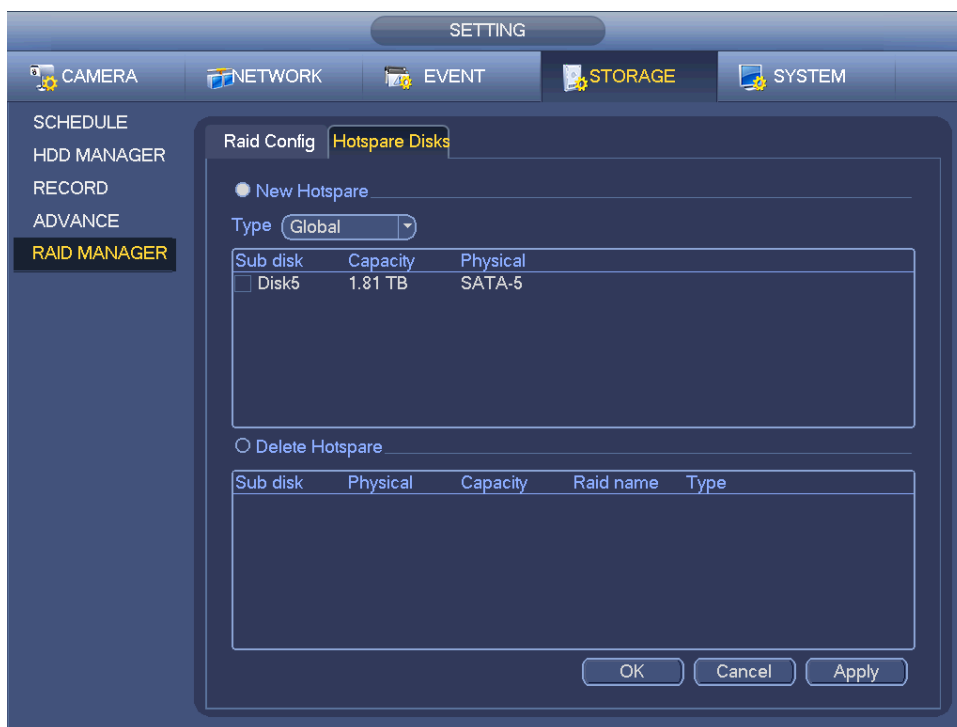 SETTING
CAMERA NETWORK EVENT STORAGE SYSTEM
SCHEDULE
HDD MANAGER
RECORD
ADVANCE
RAID MANAGER
Raid Config Hotspare Disks
New Hotspare
Type Global
Sub disk Capacity Physical
Disk5 1.81 TB SATA-5
Delete Hotspare
Sub disk Physical Capacity Raid name Type
OK Cancel Apply